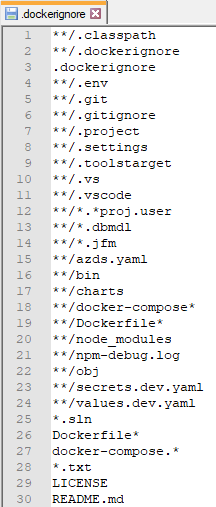 .dockerignore
1 **/.classpath
2 **/.dockerignore
3 .dockerignore
4 **/.env
5 **/.git
6 **/.gitignore
7 **/.project
8 **/.settings
9 **/.toolstarget
10 **/.vs
11 **/.vscode
12 **/*.*proj.user
13 **/*.dbmdl
14 **/*.jfm
15 **/azds.yaml
16 **/bin
17 **/charts
18 **/docker-compose*
19 **/Dockerfile*
20 **/node_modules
21 **/npm-debug.log
22 **/obj
23 **/secrets.dev.yaml
24 **/values.dev.yaml
25 *.sln
26 Dockerfile*
27 docker-compose.*
28 *.txt
29 LICENSE
30 README.md